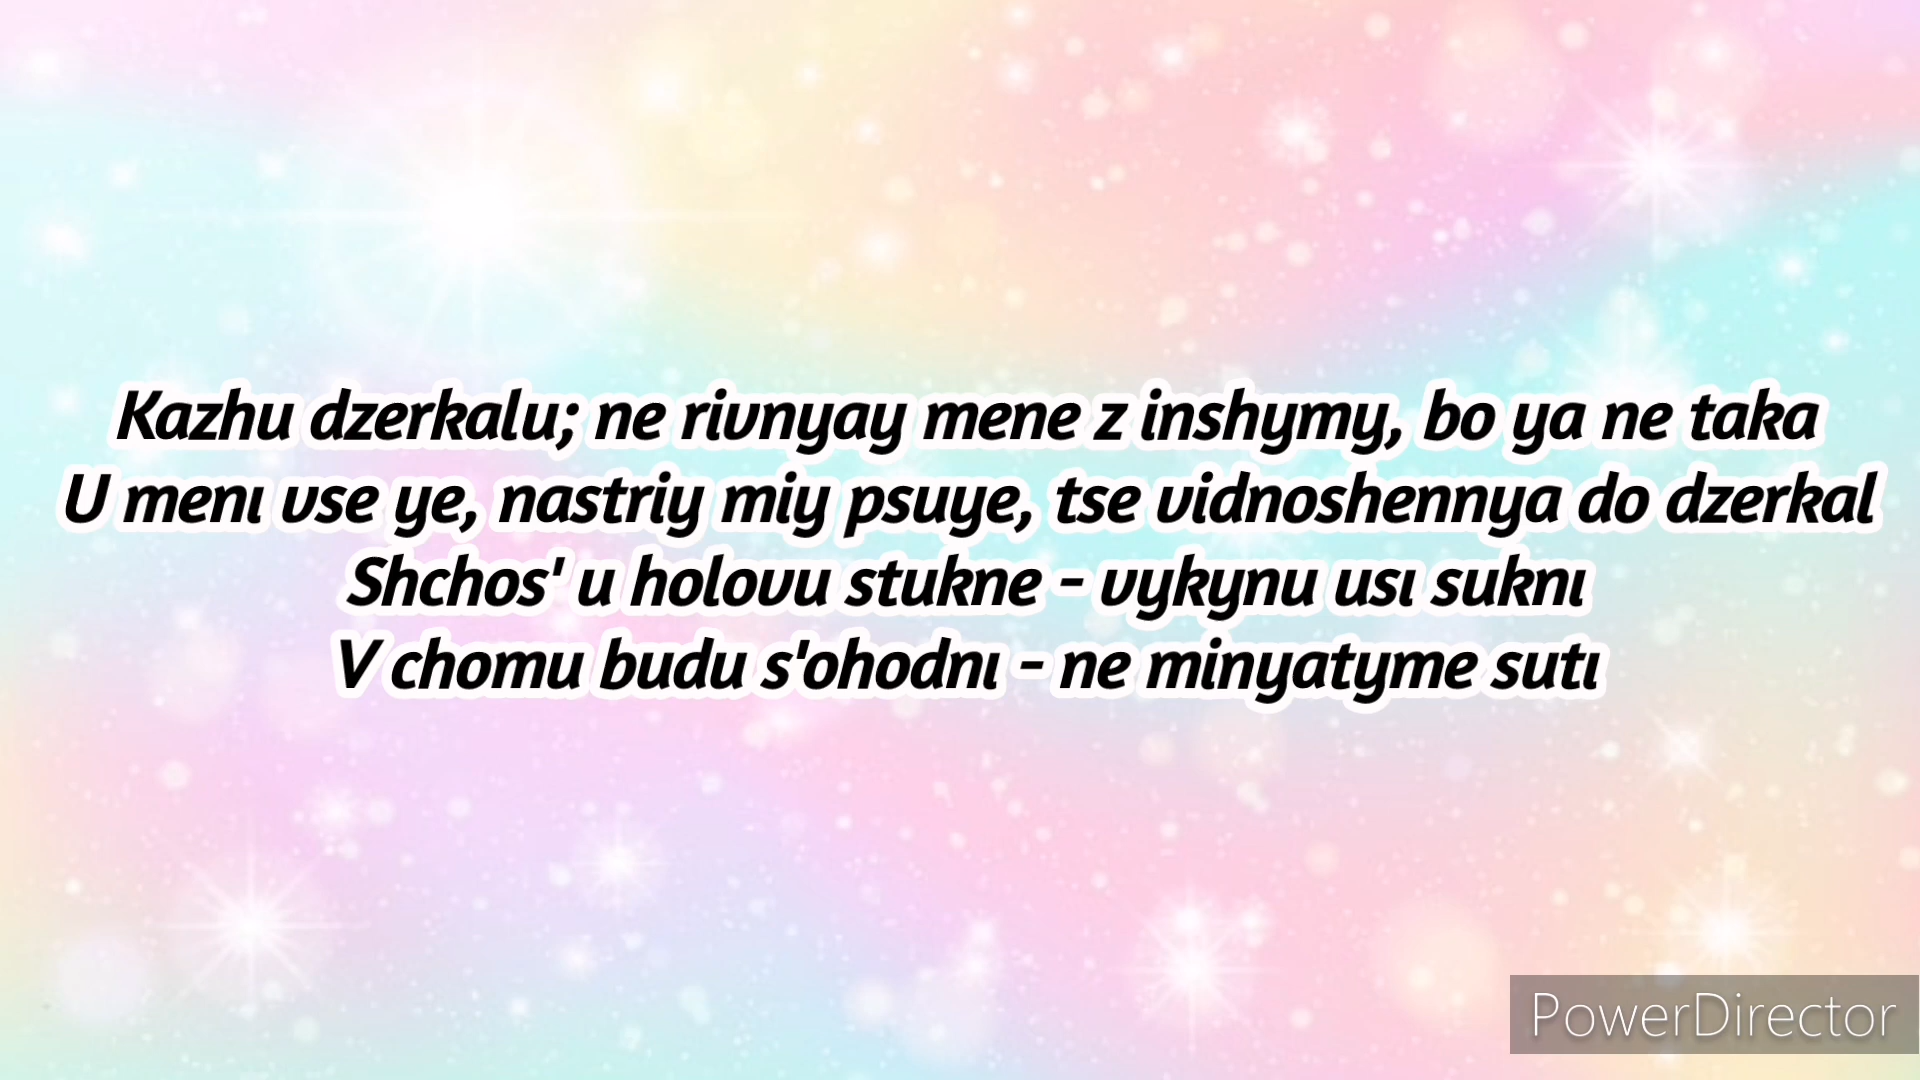 Kazhu dzerkalu; ne rivnyay mene z inshymy, bo ya ne taka
U menı vse ye, nastriy miy psuye, tse vidnoshennya do dzerkal
Shchos' u holovu stukne - vykynu usı suknı
V chomu budu s'ohodnı - ne minyatyme sutı
PowerDirector